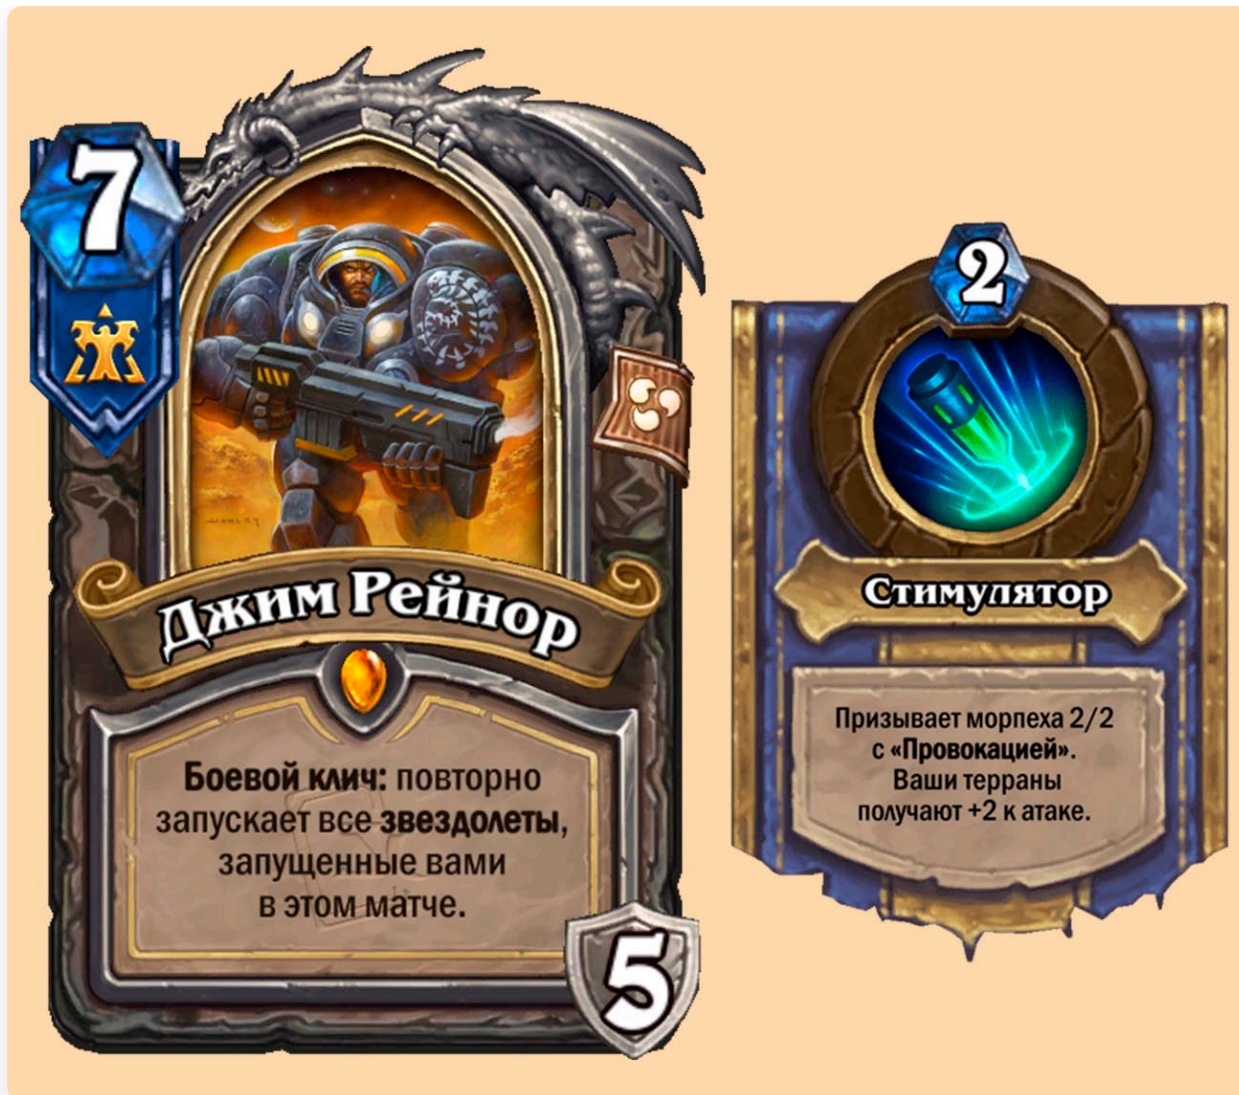 7
Джим Рейнор
Боевой клич: повторно
запускает все звездолеты,
запущенные вами
в этом матче.
5
2
Стимулятор
Призывает морпеха 2/2
с «Провокацией».
Ваши терраны
получают +2 к атаке.